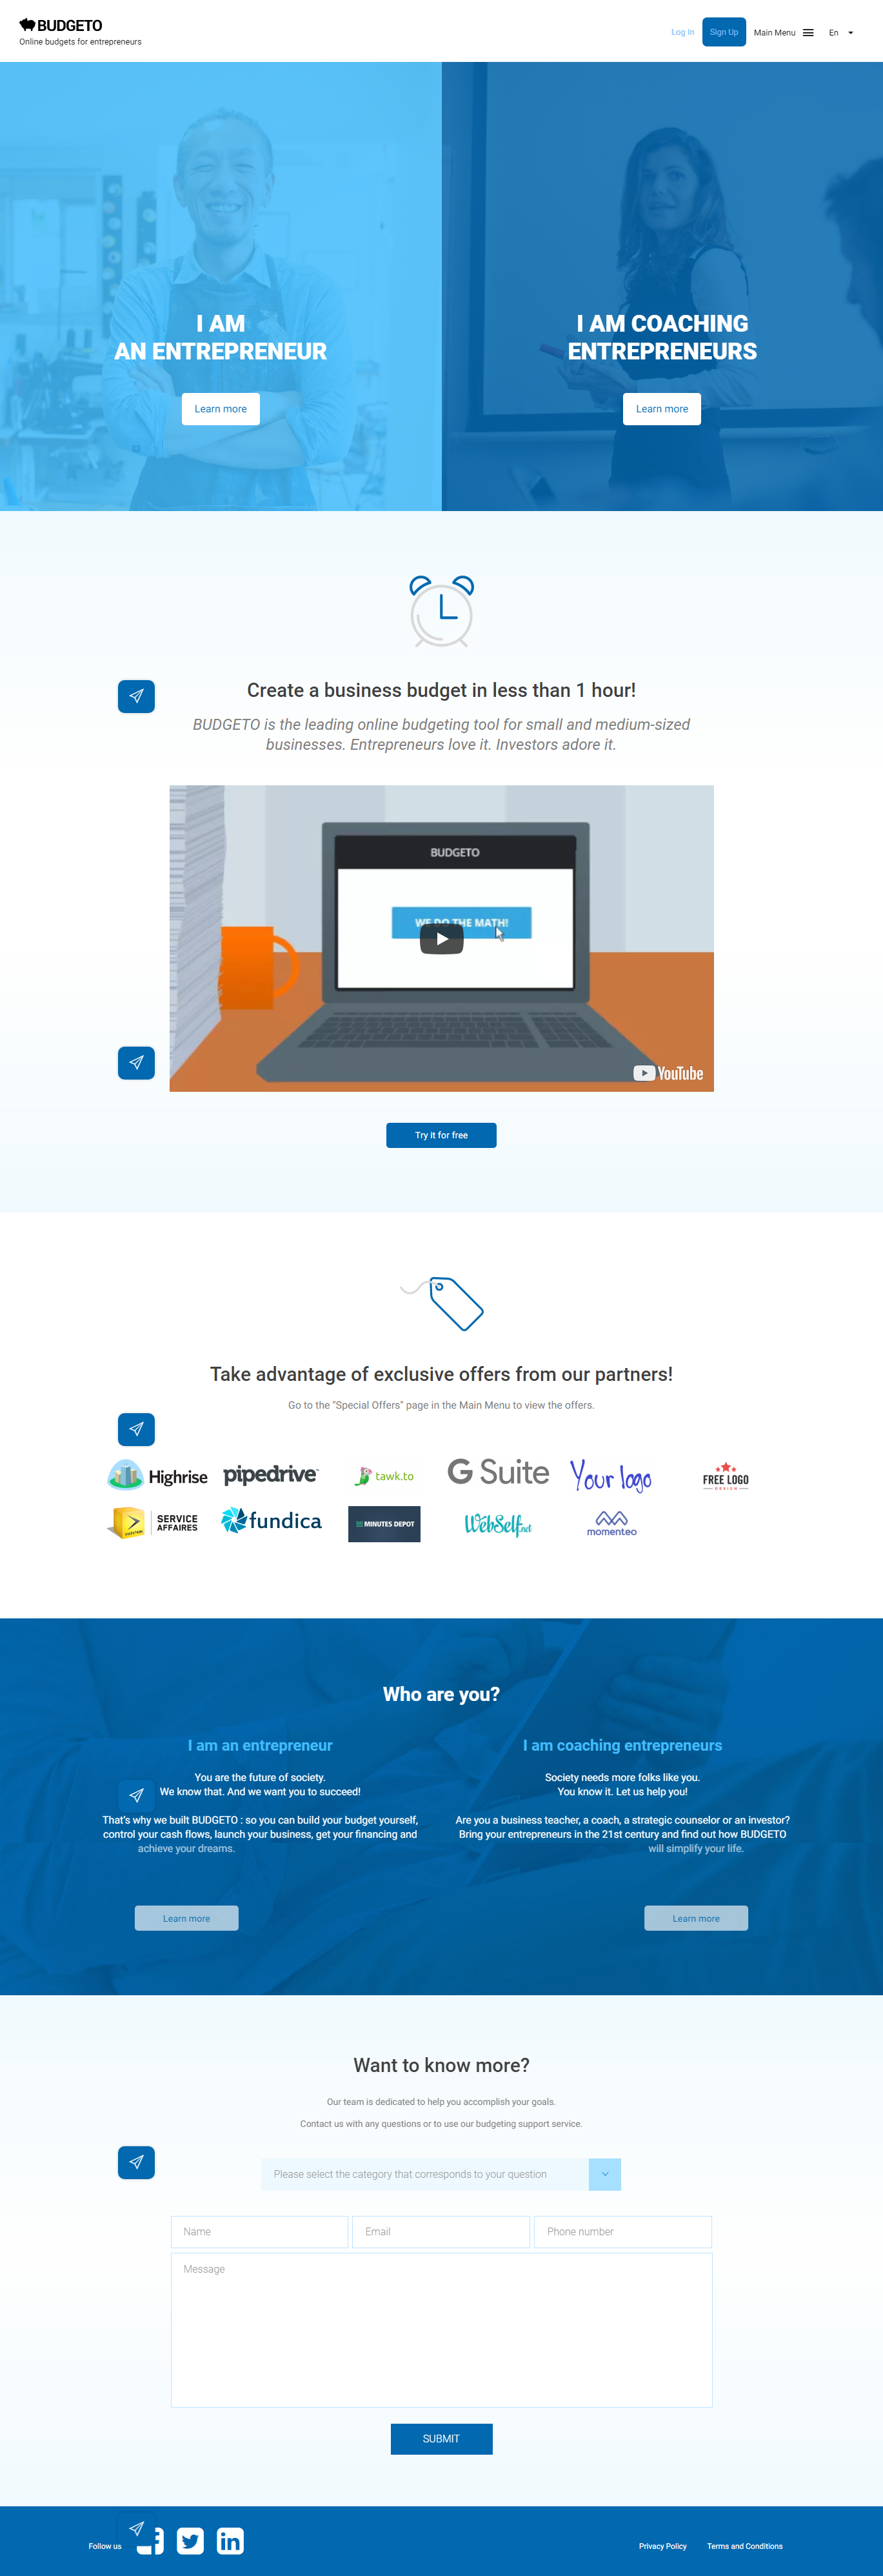 BUDGETO
Online budgets for entrepreneurs
Log In
Sign Up
Main Menu
En
I AM
AN ENTREPRENEUR
Learn more
I AM COACHING
ENTREPRENEURS
Learn more
Create a business budget in less than 1 hour!
BUDGETO is the leading online budgeting tool for small and medium-sized
businesses. Entrepreneurs love it. Investors adore it.
BUDGETO
WE DO THE MATH!
YouTube
Try it for free
Take advantage of exclusive offers from our partners!
Go to the "Special Offers" page in the Main Menu to view the offers.
Highrise
pipedrive
tawk.to
G Suite
Your logo
FREE LOGO
DESIGN
SERVICE
AFFAIRES
fundica
MINUTES DEPOT
WebSelf.net
momenteo
Who are you?
I am an entrepreneur
You are the future of society.
We know that. And we want you to succeed!
That's why we built BUDGETO : so you can build your budget yourself,
control your cash flows, launch your business, get your financing and
achieve your dreams.
Learn more
I am coaching entrepreneurs
Society needs more folks like you.
You know it. Let us help you!
Are you a business teacher, a coach, a strategic counselor or an investor?
Bring your entrepreneurs in the 21st century and find out how BUDGETO
will simplify your life.
Learn more
Want to know more?
Our team is dedicated to help you accomplish your goals.
Contact us with any questions or to use our budgeting support service.
Please select the category that corresponds to your question
Name
Email
Phone number
Message
SUBMIT
Follow us
Privacy Policy
Terms and Conditions